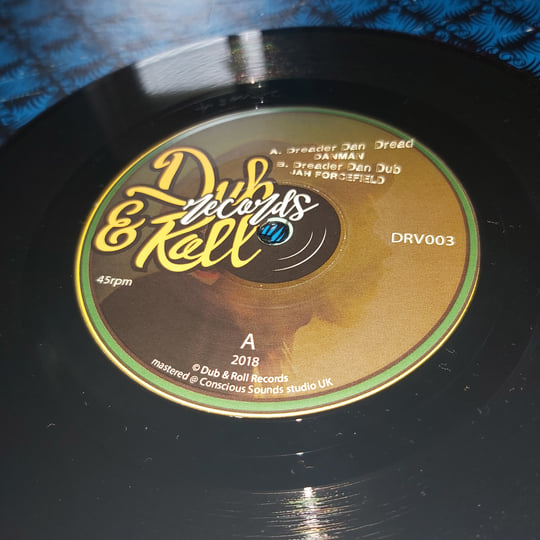 A. Dreader Dan Dread
DANMAN
B. Dreader Dan Dub
JAH FORCEFIELD
Dub
records
& Roll
DRV003
45rpm
A
2018
© Dub & Roll Records
mastered @ Conscious Sounds studio UK